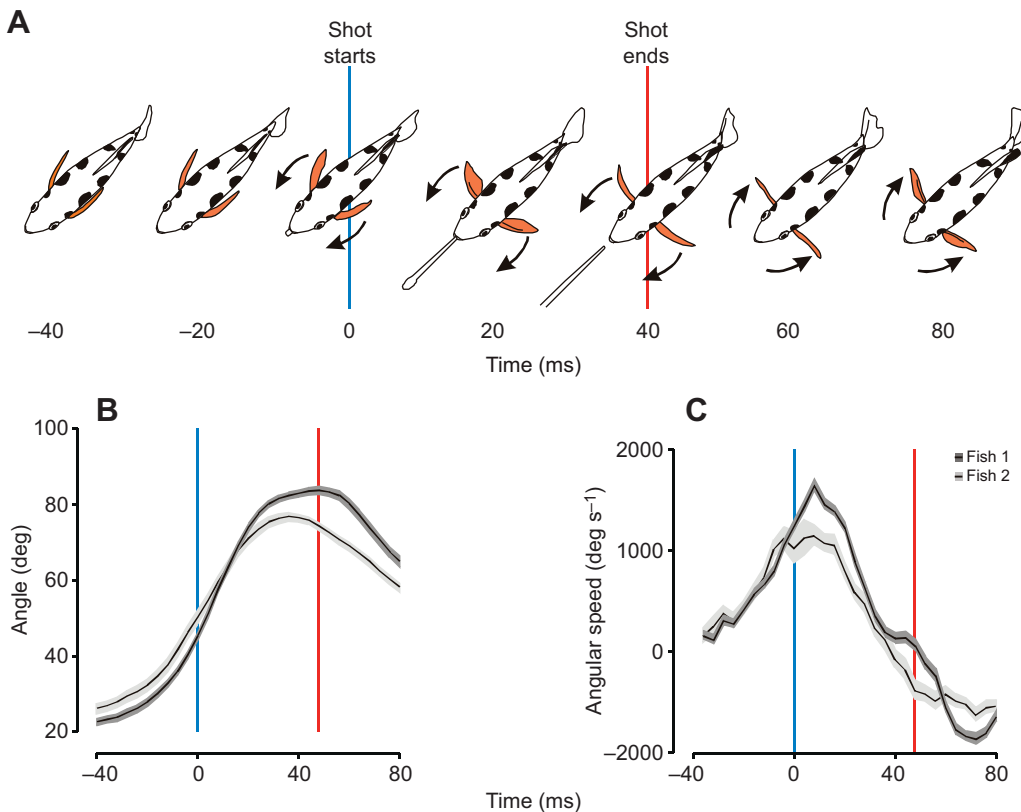 A
Shot
starts
Shot
ends
–40 –20 0 20 40 60 80
Time (ms)
B
100
80
60
40
20
Angle (deg)
–40 0 40 80
C
2000
1000
0
–1000
–2000
Angular speed (deg s–1)
Fish 1
Fish 2
–40 0 40 80
Time (ms)